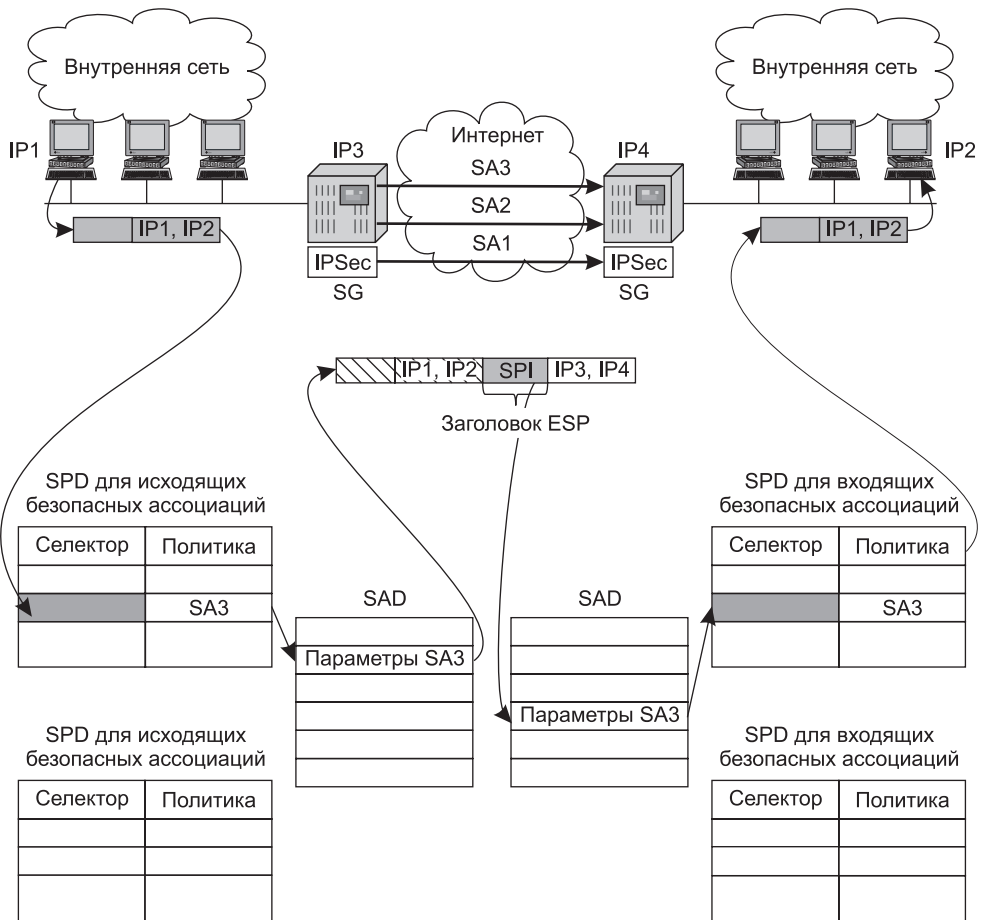 Внутренняя сеть
Внутренняя сеть
Интернет
IP1
IP3
IP4
IP2
SA3
SA2
SA1
IP1, IP2
IP1, IP2
IPSec
IPSec
SG
SG
IP1, IP2
SPI
IP3, IP4
Заголовок ESP
SPD для исходящих
безопасных ассоциаций
Селектор
Политика
SA3
SAD
Параметры SA3
SAD
Параметры SA3
SPD для входящих
безопасных ассоциаций
Селектор
Политика
SA3
SPD для исходящих
безопасных ассоциаций
Селектор
Политика
SPD для входящих
безопасных ассоциаций
Селектор
Политика